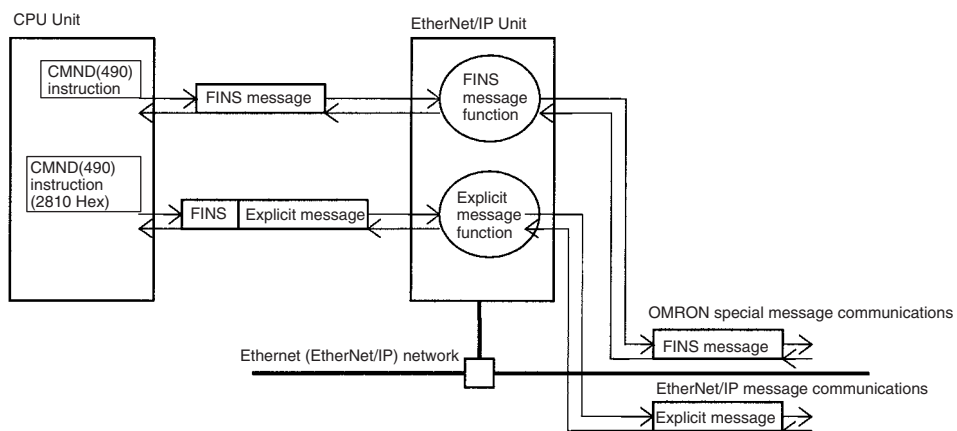 CPU Unit
EtherNet/IP Unit
CMND(490)
instruction
FINS message
FINS
message
function
CMND(490)
instruction
(2810 Hex)
FINS
Explicit message
Explicit
message
function
OMRON special message communications
FINS message
Ethernet (EtherNet/IP) network
EtherNet/IP message communications
Explicit message